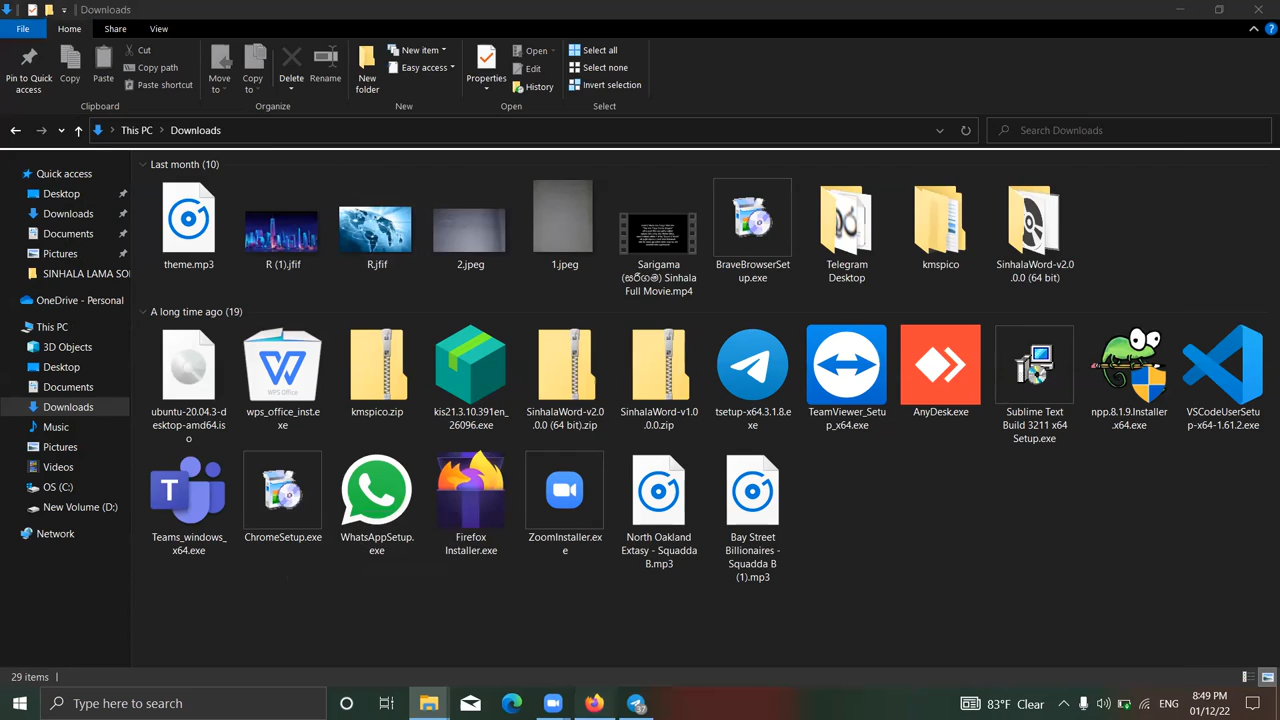 Downloads
File Home Share View
Pin to Quick access
Copy
Paste
Cut
Copy path
Paste shortcut
Clipboard
Move to
Copy to
Delete
Rename
Organize
New folder
New item
Easy access
New
Properties
Open
Edit
History
Open
Select all
Select none
Invert selection
Select
This PC Downloads
Search Downloads
Quick access
Desktop
Downloads
Documents
Pictures
SINHALA LAMA SO
OneDrive - Personal
This PC
3D Objects
Desktop
Documents
Downloads
Music
Pictures
Videos
OS (C:)
New Volume (D:)
Network
Last month (10)
theme.mp3
R (1).jfif
R.jfif
2.jpeg
1.jpeg
Sarigama
(සරිගම) Sinhala
Full Movie.mp4
BraveBrowserSet
up.exe
Telegram
Desktop
kmspico
SinhalaWord-v2.0
.0.0 (64 bit)
A long time ago (19)
ubuntu-20.04.3-d
esktop-amd64.is
o
WPS Office
wps_office_inst.e
xe
kmspico.zip
kis21.3.10.391en_
26096.exe
SinhalaWord-v2.0
.0.0 (64 bit).zip
SinhalaWord-v1.0
.0.0.zip
tsetup-x64.3.1.8.e
xe
TeamViewer_Setu
p_x64.exe
AnyDesk.exe
Sublime Text
Build 3211 x64
Setup.exe
npp.8.1.9.Installer
.x64.exe
VSCodeUserSetu
p-x64-1.61.2.exe
T
Teams_windows_
x64.exe
ChromeSetup.exe
WhatsAppSetup.
exe
Firefox
Installer.exe
ZoomInstaller.ex
e
North Oakland
Extasy - Squadda
B.mp3
Bay Street
Billionaires -
Squadda B
(1).mp3
29 items
Type here to search
37
83°F Clear
ENG
8:49 PM
01/12/22